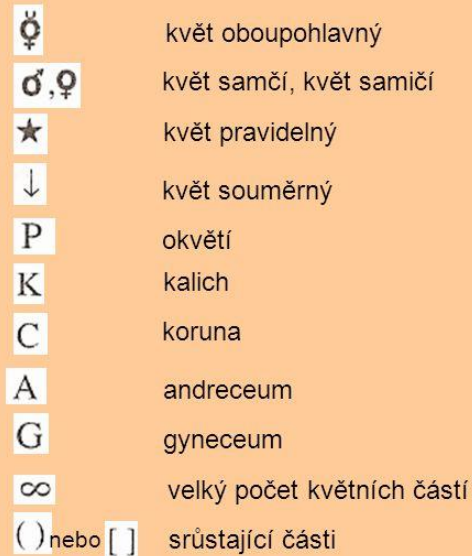 ⚥ květ oboupohlavný
♂,♀ květ samčí, květ samičí
★ květ pravidelný
↓ květ souměrný
P okvětí
K kalich
C koruna
A andreceum
G gyneceum
∞ velký počet květních částí
( ) nebo [ ] srůstající části